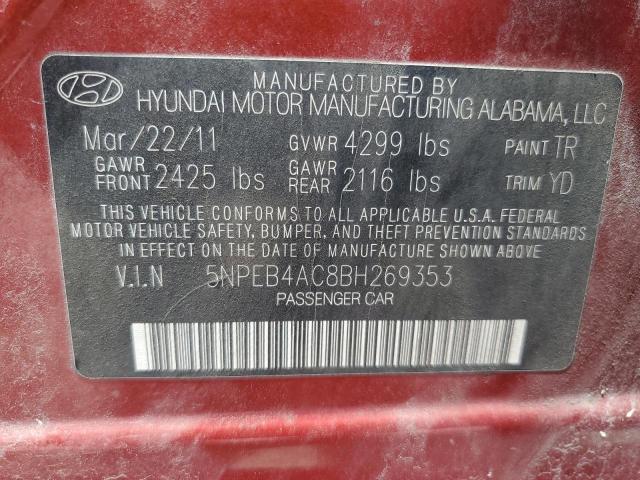 MANUFACTURED BY
HYUNDAI MOTOR MANUFACTURING ALABAMA, LLC
Mar/22/11 GVWR 4299 lbs PAINT TR
GAWR FRONT 2425 lbs GAWR REAR 2116 lbs TRIM YD
THIS VEHICLE CONFORMS TO ALL APPLICABLE U.S.A. FEDERAL
MOTOR VEHICLE SAFETY, BUMPER, AND THEFT PREVENTION STANDARDS
IN EFFECT ON THE DATE OF MANUFACTURE SHOWN ABOVE.
V.I.N 5NPEB4AC8BH269353
PASSENGER CAR